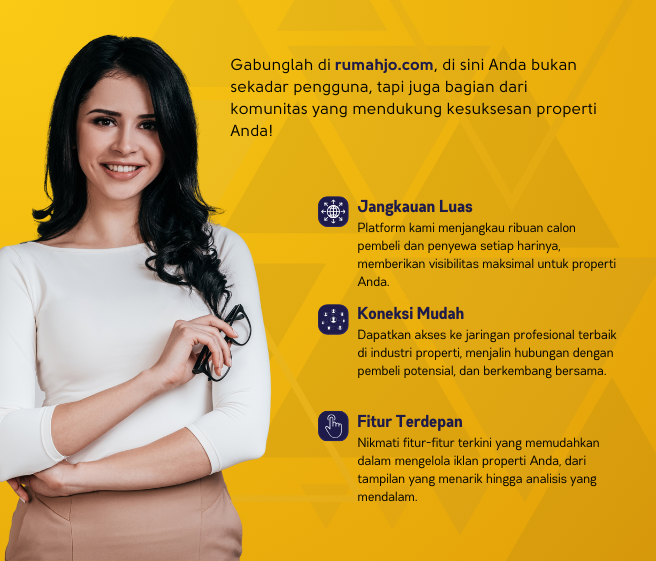 Gabunglah di rumahjo.com, di sini Anda bukan
sekadar pengguna, tapi juga bagian dari
komunitas yang mendukung kesuksesan properti
Anda!
Jangkauan Luas
Platform kami menjangkau ribuan calon
pembeli dan penyewa setiap harinya,
memberikan visibilitas maksimal untuk properti
Anda.
Koneksi Mudah
Dapatkan akses ke jaringan profesional terbaik
di industri properti, menjalin hubungan dengan
pembeli potensial, dan berkembang bersama.
Fitur Terdepan
Nikmati fitur-fitur terkini yang memudahkan
dalam mengelola iklan properti Anda, dari
tampilan yang menarik hingga analisis yang
mendalam.